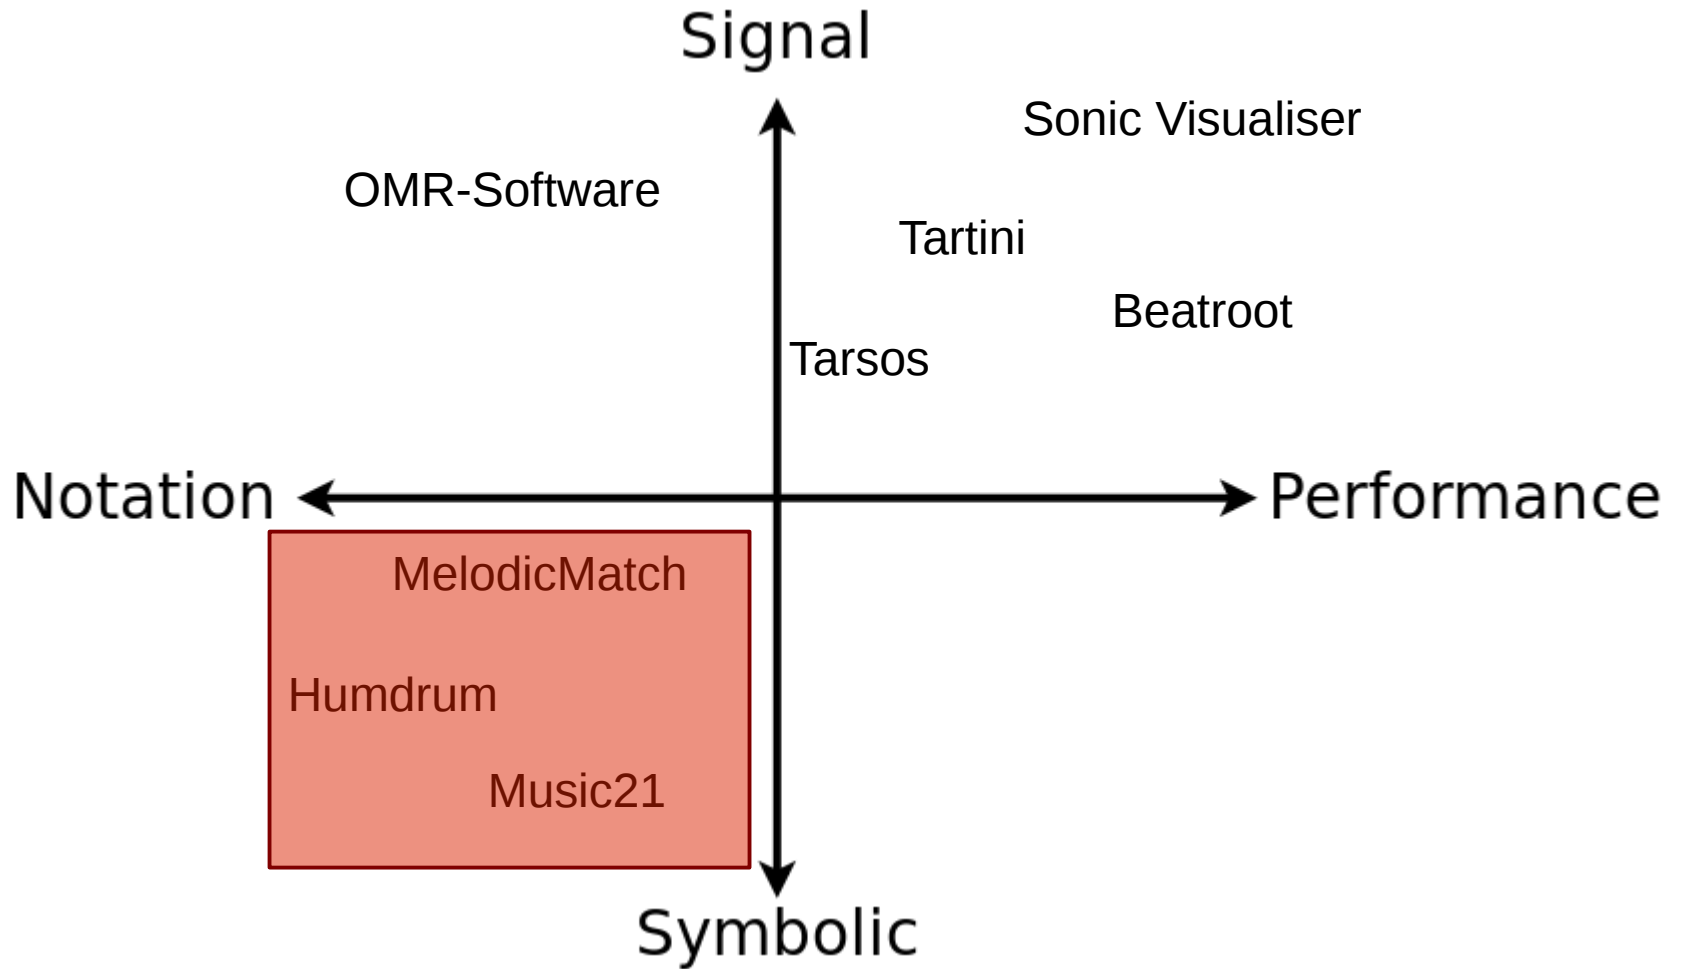 Signal
Sonic Visualiser
OMR-Software
Tartini
Beatroot
Tarsos
Notation
Performance
MelodicMatch
Humdrum
Music21
Symbolic